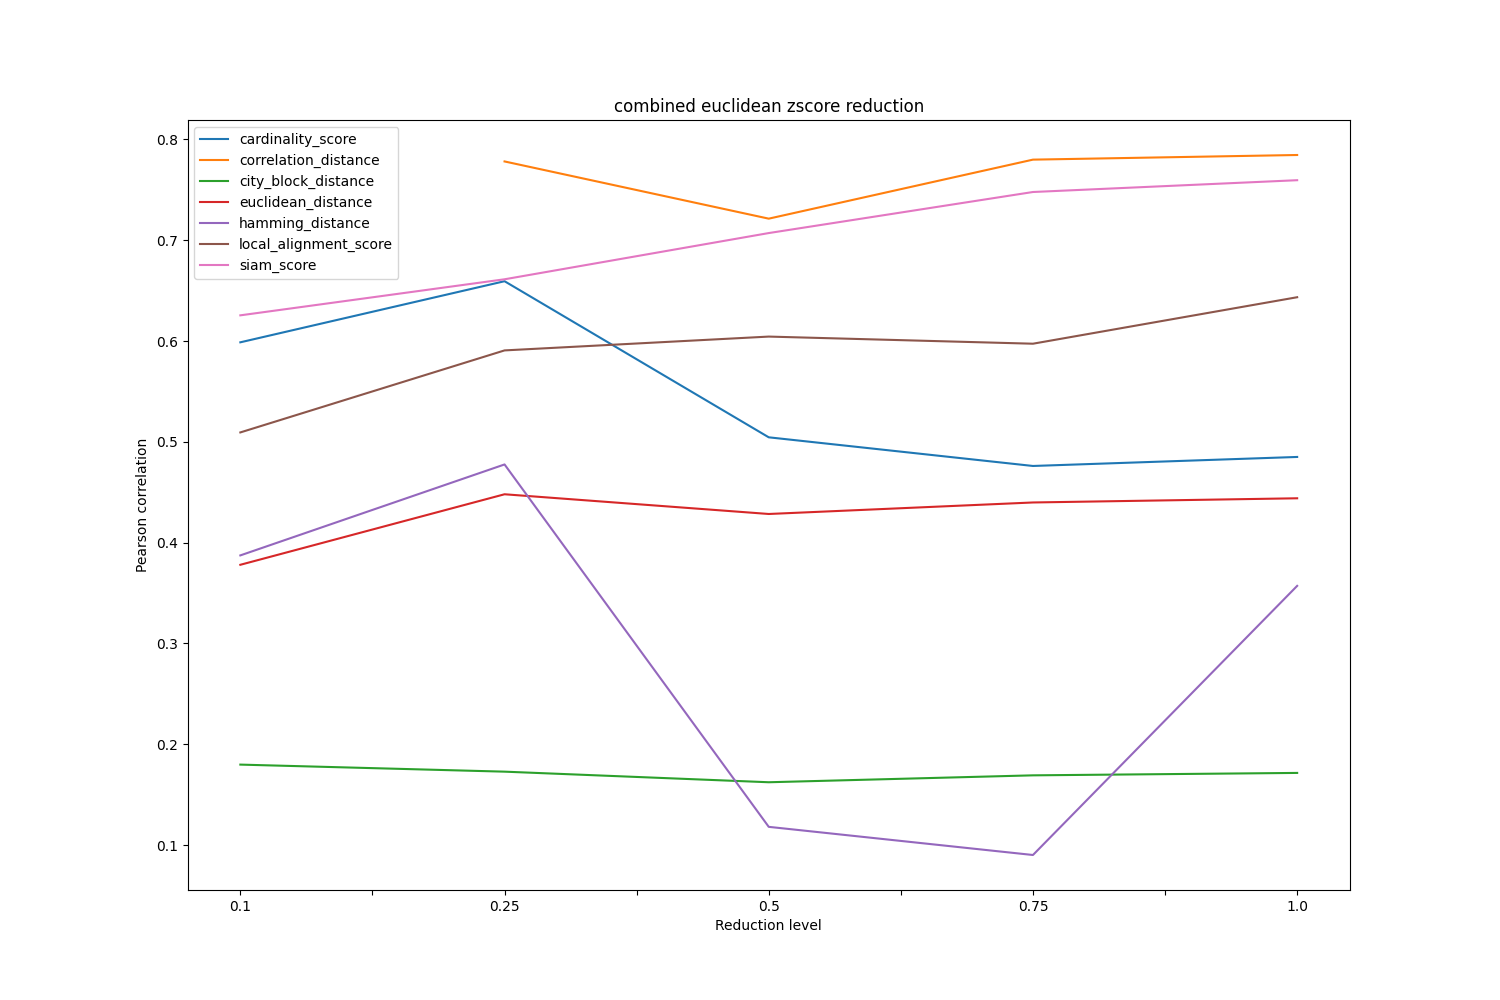 combined euclidean zscore reduction
cardinality_score
correlation_distance
city_block_distance
euclidean_distance
hamming_distance
local_alignment_score
siam_score
0.8
0.7
0.6
0.5
0.4
0.3
0.2
0.1
Pearson correlation
0.1 0.25 0.5 0.75 1.0
Reduction level